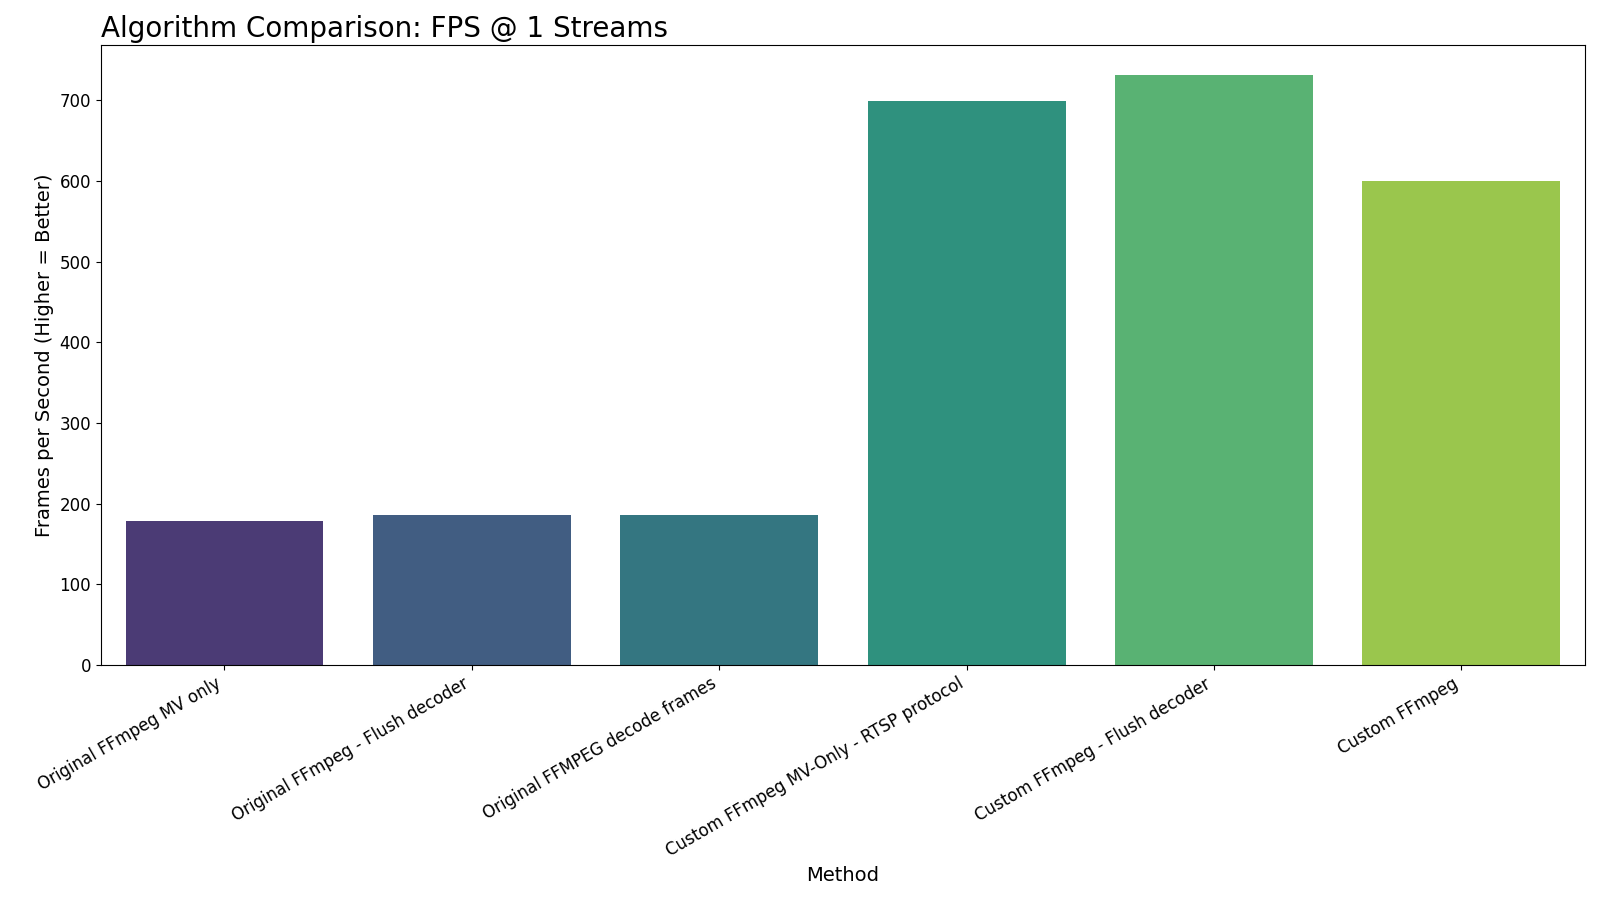 Algorithm Comparison: FPS @ 1 Streams
Frames per Second (Higher = Better)
700
600
500
400
300
200
100
0
Original FFmpeg MV only
Original FFmpeg - Flush decoder
Original FFMPEG decode frames
Custom FFmpeg MV-Only - RTSP protocol
Custom FFmpeg - Flush decoder
Custom FFmpeg
Method